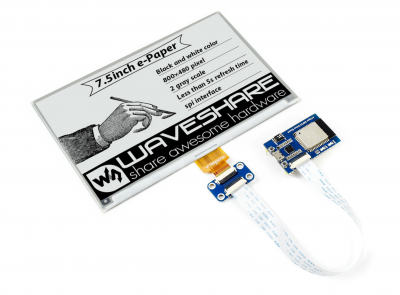 7.5inch e-Paper
Black and white color
800×480 pixel
2 gray scale
Less than 5s refresh time
spi interface
WAVESHARE
share awesome hardware